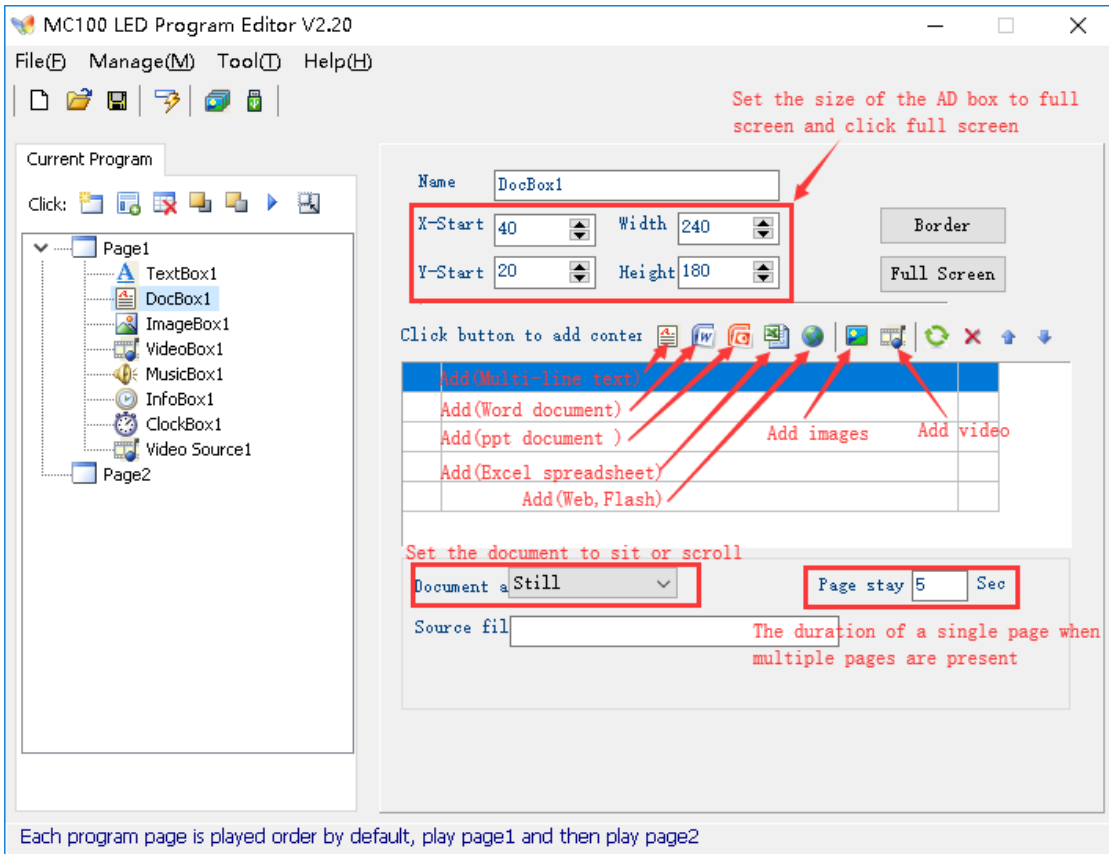 MC100 LED Program Editor V2.20
File(F) Manage(M) Tool(T) Help(H)
Set the size of the AD box to full
screen and click full screen
Current Program
Click:
Page1
TextBox1
DocBox1
ImageBox1
VideoBox1
MusicBox1
InfoBox1
ClockBox1
Video Source1
Page2
Name DocBox1
X-Start 40 Width 240 Border
Y-Start 20 Height 180 Full Screen
Click button to add conter
Add(Multi-line text)
Add(Word document)
Add(ppt document )
Add images
Add video
Add(Excel spreadsheet)
Add(Web,Flash)
Set the document to sit or scroll
Document a Still Page stay 5 Sec
Source fil
The duration of a single page when
multiple pages are present
Each program page is played order by default, play page1 and then play page2